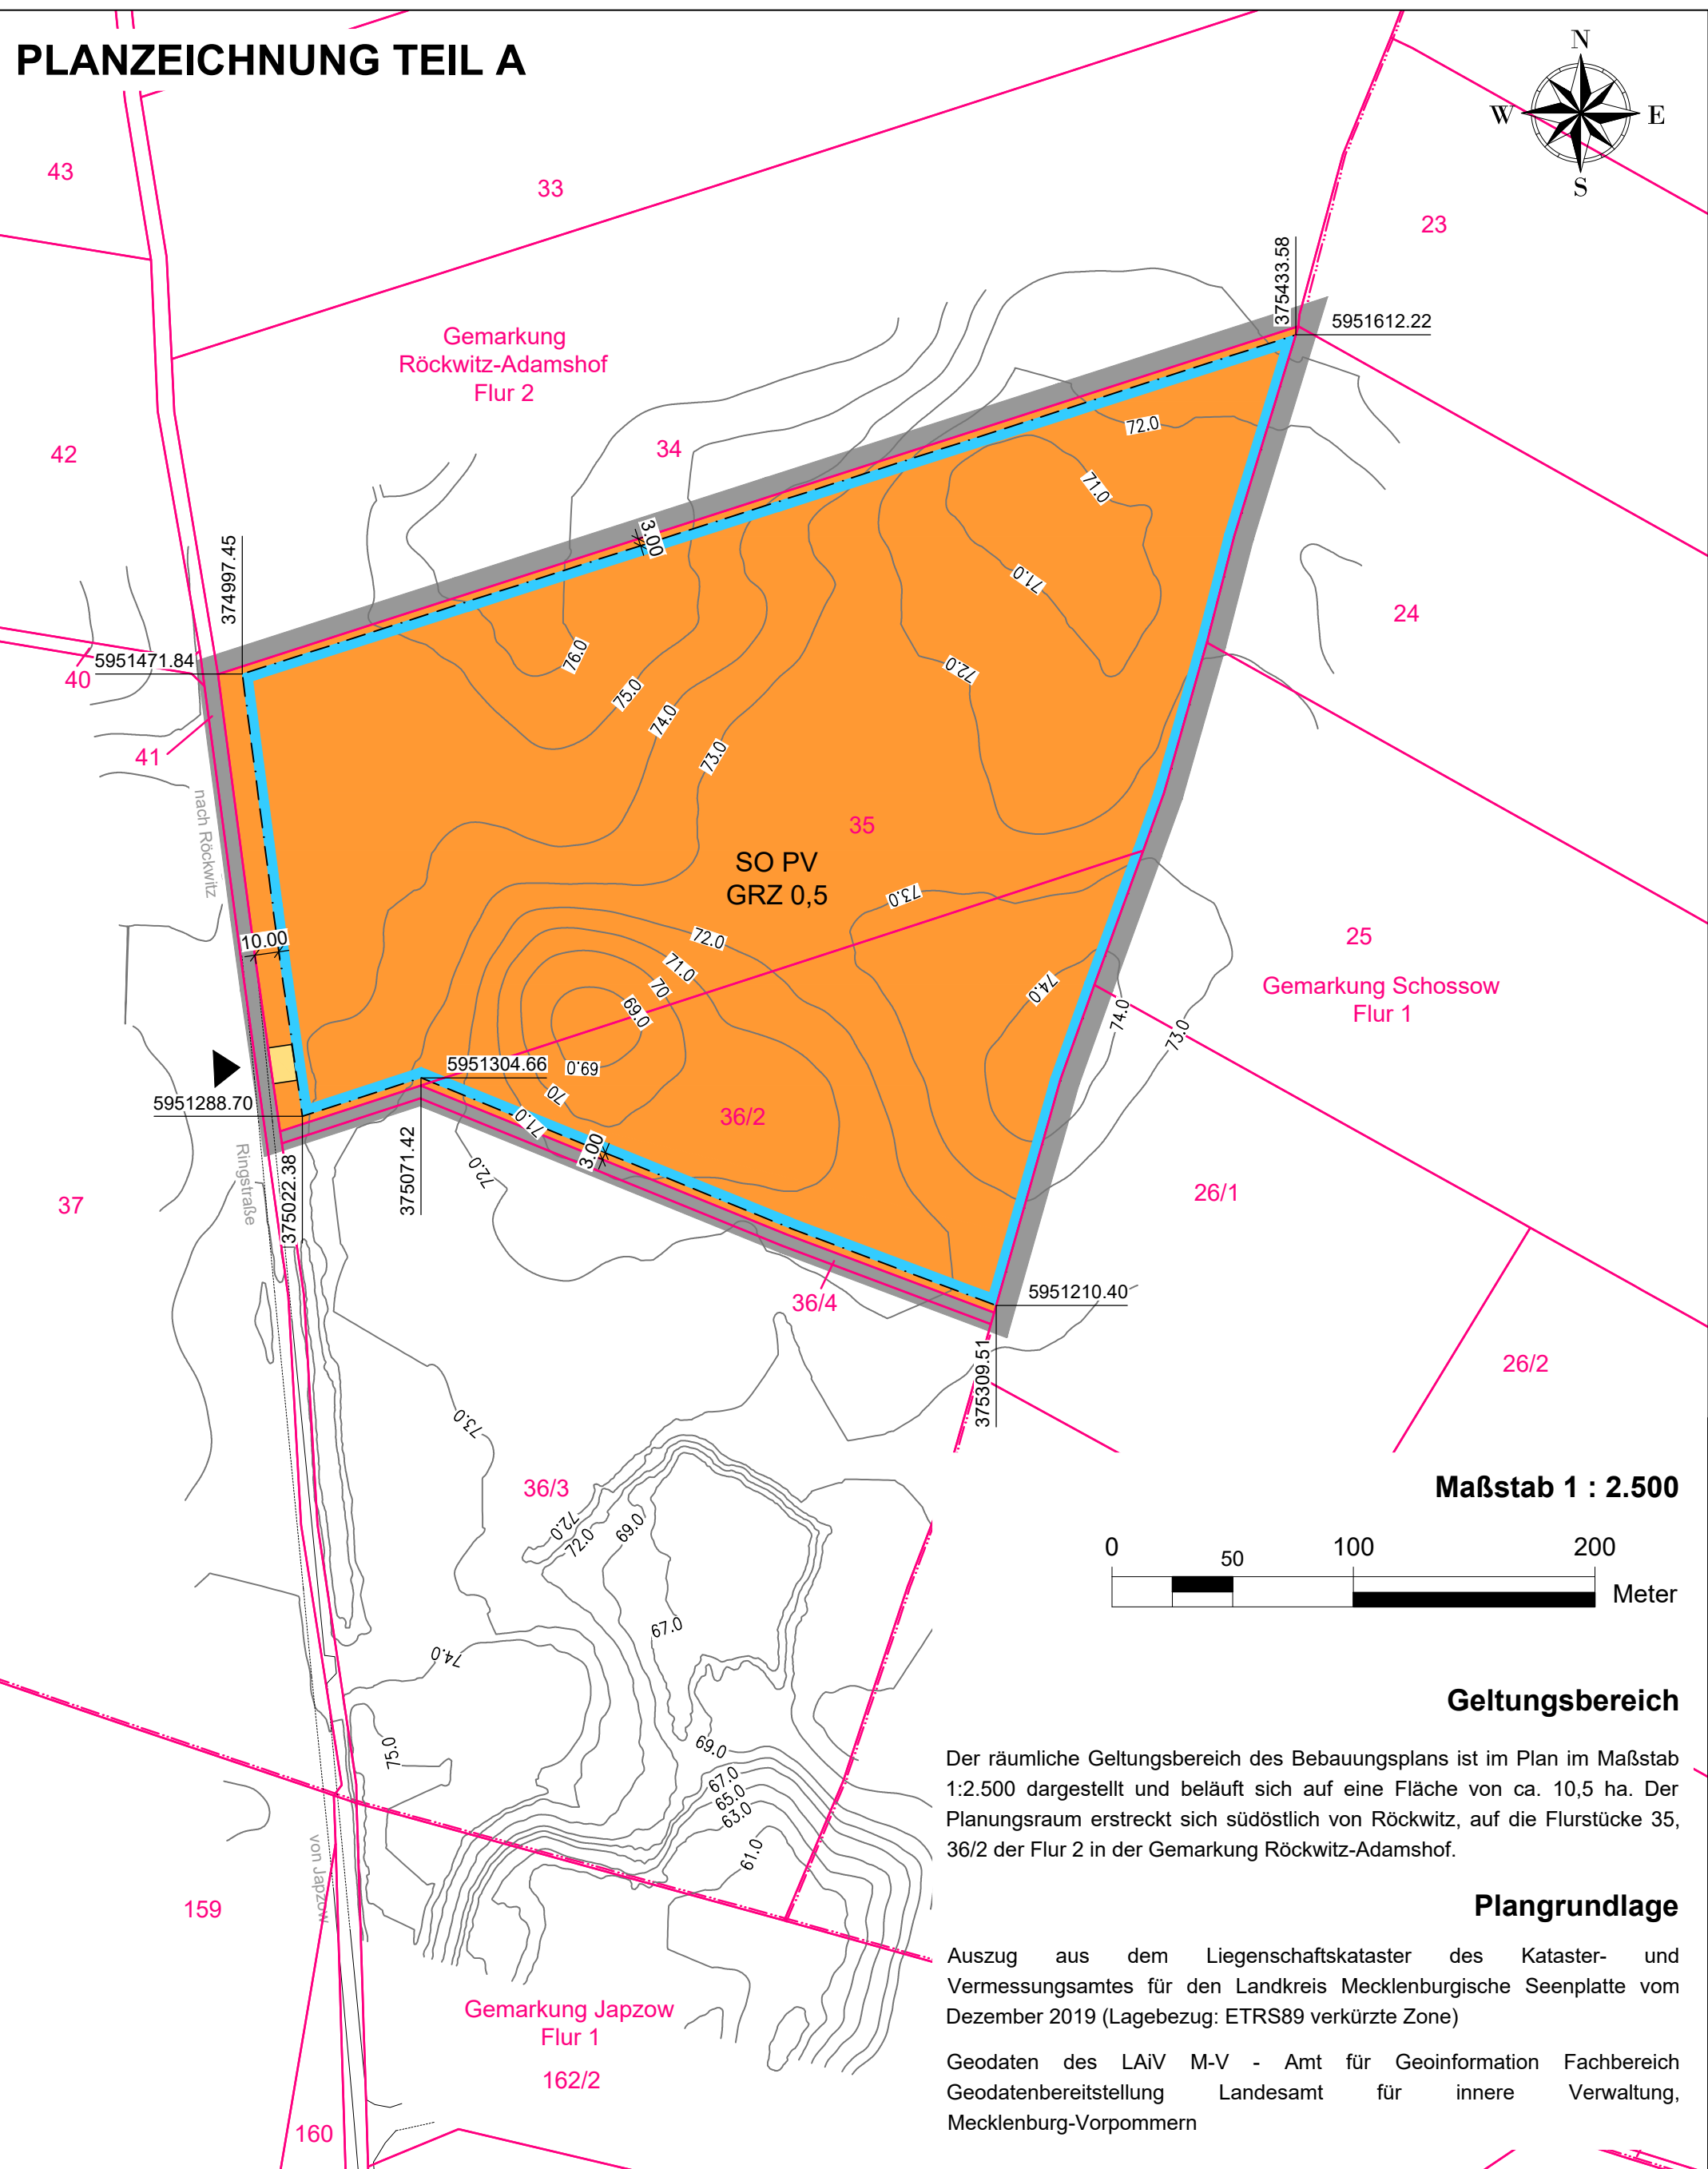 PLANZEICHNUNG TEIL A
N
W
E
S
43
33
23
375433.58
5951612.22
Gemarkung
Röckwitz-Adamshof
Flur 2
42
34
72.0
71.0
3.00
374997.45
71.0
24
5951471.84
40
76.0
75.0
72.0
74.0
41
73.0
nach Röckwitz
35
SO PV
GRZ 0,5
73.0
10.00
72.0
25
71.0
70
74.0
Gemarkung Schossow
Flur 1
69.0
74.0
73.0
5951304.66
69.0
5951288.70
70
71.0
36/2
3.00
Ringstraße
375022.38
375071.42
72.0
37
26/1
36/4
5951210.40
375309.51
26/2
73.0
36/3
Maßstab 1 : 2.500
72.0
72.0
69.0
0
50
100
200
Meter
67.0
74.0
75.0
69.0
67.0
65.0
63.0
61.0
Geltungsbereich
Der räumliche Geltungsbereich des Bebauungsplans ist im Plan im Maßstab
1:2.500 dargestellt und beläuft sich auf eine Fläche von ca. 10,5 ha. Der
Planungsraum erstreckt sich südöstlich von Röckwitz, auf die Flurstücke 35,
36/2 der Flur 2 in der Gemarkung Röckwitz-Adamshof.
von Japzow
159
Plangrundlage
Auszug aus dem Liegenschaftskataster des Kataster- und
Vermessungsamtes für den Landkreis Mecklenburgische Seenplatte vom
Dezember 2019 (Lagebezug: ETRS89 verkürzte Zone)
Gemarkung Japzow
Flur 1
162/2
Geodaten des LAiV M-V - Amt für Geoinformation Fachbereich
Geodatenbereitstellung Landesamt für innere Verwaltung,
Mecklenburg-Vorpommern
160